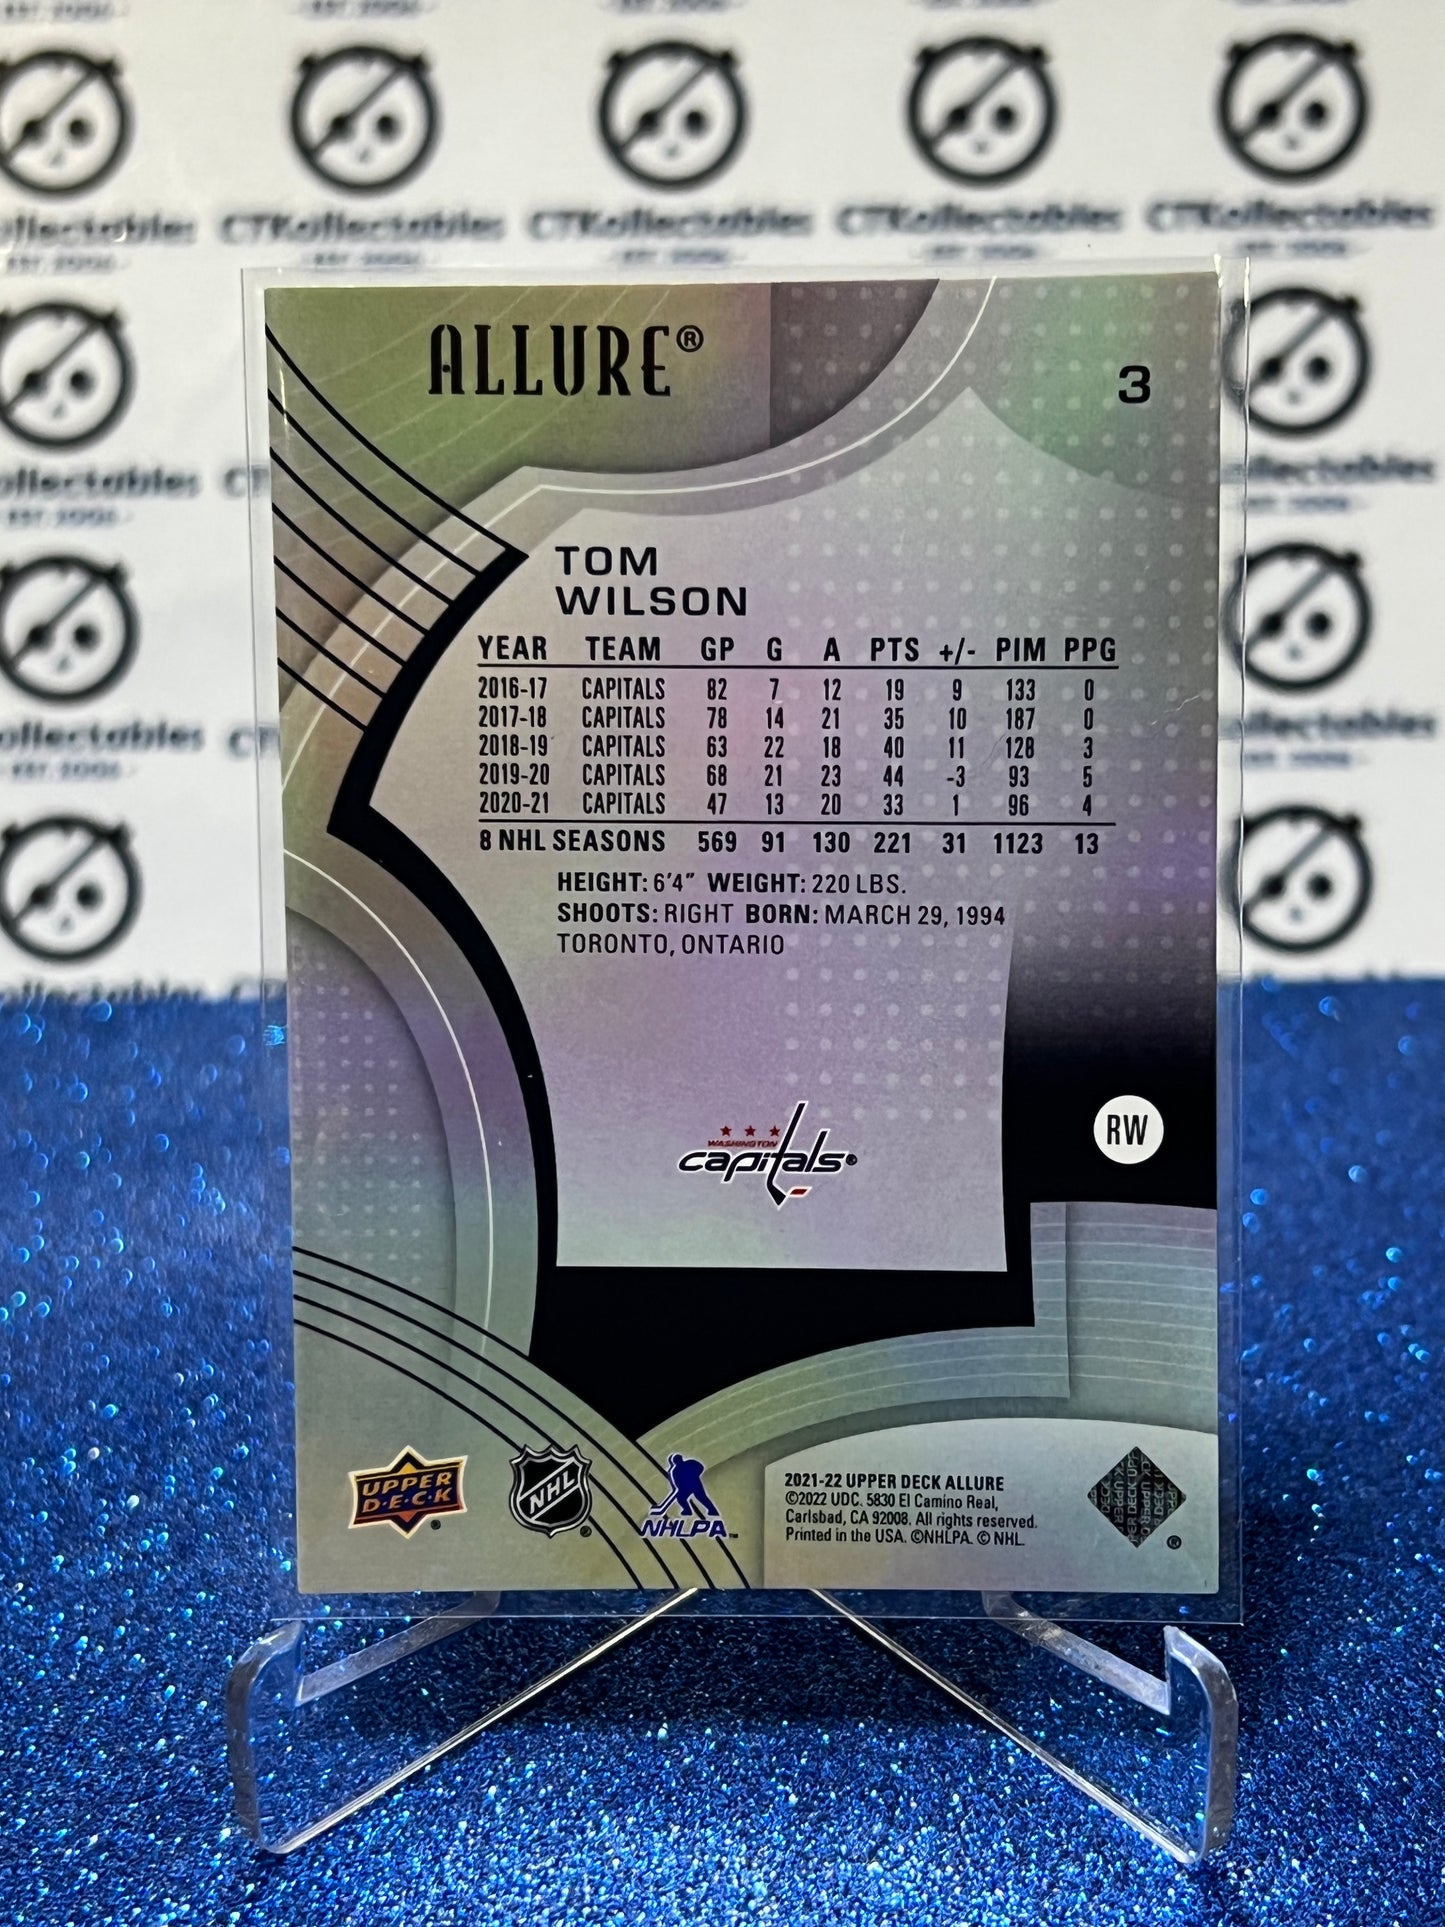 CTKollectables CTKollectables CTKollectables CTKollectables
ALLURE®
3
TOM
WILSON
YEAR TEAM GP G A PTS +/- PIM PPG
2016-17 CAPITALS 82 7 12 19 9 133 0
2017-18 CAPITALS 78 14 21 35 10 187 0
2018-19 CAPITALS 63 22 18 40 11 128 3
2019-20 CAPITALS 68 21 23 44 -3 93 5
2020-21 CAPITALS 47 13 20 33 1 96 4
8 NHL SEASONS 569 91 130 221 31 1123 13
HEIGHT: 6'4" WEIGHT: 220 LBS.
SHOOTS: RIGHT BORN: MARCH 29, 1994
TORONTO, ONTARIO
RW
WASHINGTON
capitals®
UPPER
D·E·C·K
NHL
NHLPA
2021-22 UPPER DECK ALLURE
©2022 UDC. 5830 El Camino Real,
Carlsbad, CA 92008. All rights reserved.
Printed in the USA. ©NHLPA. © NHL.